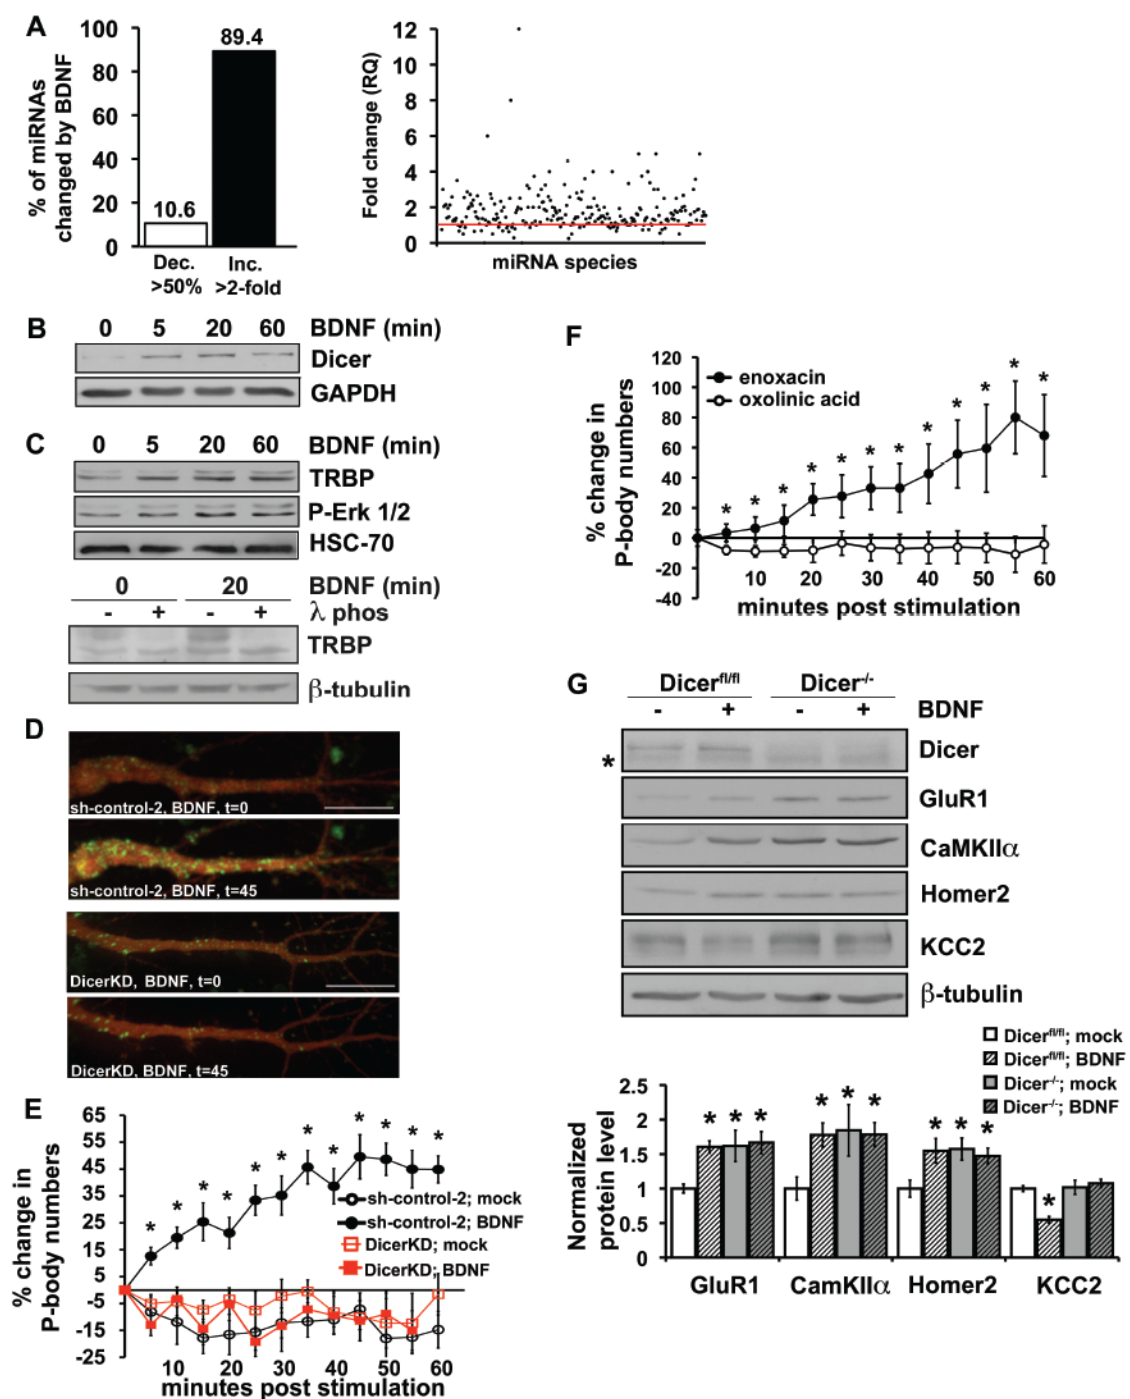 A
% of miRNAs
changed by BDNF
100
80
60
40
20
0
10.6
89.4
Dec.
>50%
Inc.
>2-fold
Fold change (RQ)
12
10
8
6
4
2
0
miRNA species
B
0 5 20 60 BDNF (min)
Dicer
GAPDH
C
0 5 20 60 BDNF (min)
TRBP
P-Erk 1/2
HSC-70
0 20 BDNF (min)
- + - + λ phos
TRBP
β-tubulin
D
sh-control-2, BDNF, t=0
sh-control-2, BDNF, t=45
DicerKD, BDNF, t=0
DicerKD, BDNF, t=45
E
% change in
P-body numbers
65
55
45
35
25
15
5
-5
-15
-25
* * * * * * * * * * * *
sh-control-2; mock
sh-control-2; BDNF
DicerKD; mock
DicerKD; BDNF
10 20 30 40 50 60
minutes post stimulation
F
% change in
P-body numbers
120
100
80
60
40
20
0
-20
-40
enoxacin
oxolinic acid
* * * * * * * * * * * *
10 20 30 40 50 60
minutes post stimulation
G
Dicerfl/fl Dicer-/-
- + - + BDNF
* Dicer
GluR1
CaMKIIα
Homer2
KCC2
β-tubulin
Dicerfl/fl; mock
Dicerfl/fl; BDNF
Dicer-/-; mock
Dicer-/-; BDNF
Normalized
protein level
2.5
2
1.5
1
0.5
0
* * * * * * * * * *
GluR1 CamKIIα Homer2 KCC2